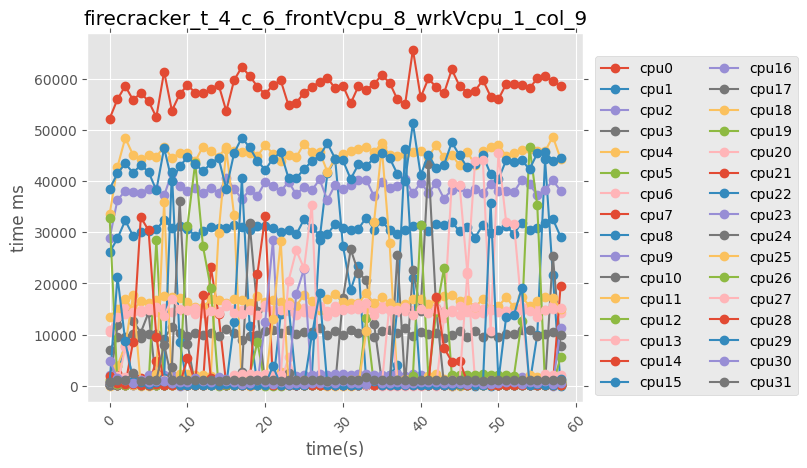 firecracker_t_4_c_6_frontVcpu_8_wrkVcpu_1_col_9
time ms
60000
50000
40000
30000
20000
10000
0
0
10
20
30
40
50
60
time(s)
cpu0
cpu1
cpu2
cpu3
cpu4
cpu5
cpu6
cpu7
cpu8
cpu9
cpu10
cpu11
cpu12
cpu13
cpu14
cpu15
cpu16
cpu17
cpu18
cpu19
cpu20
cpu21
cpu22
cpu23
cpu24
cpu25
cpu26
cpu27
cpu28
cpu29
cpu30
cpu31